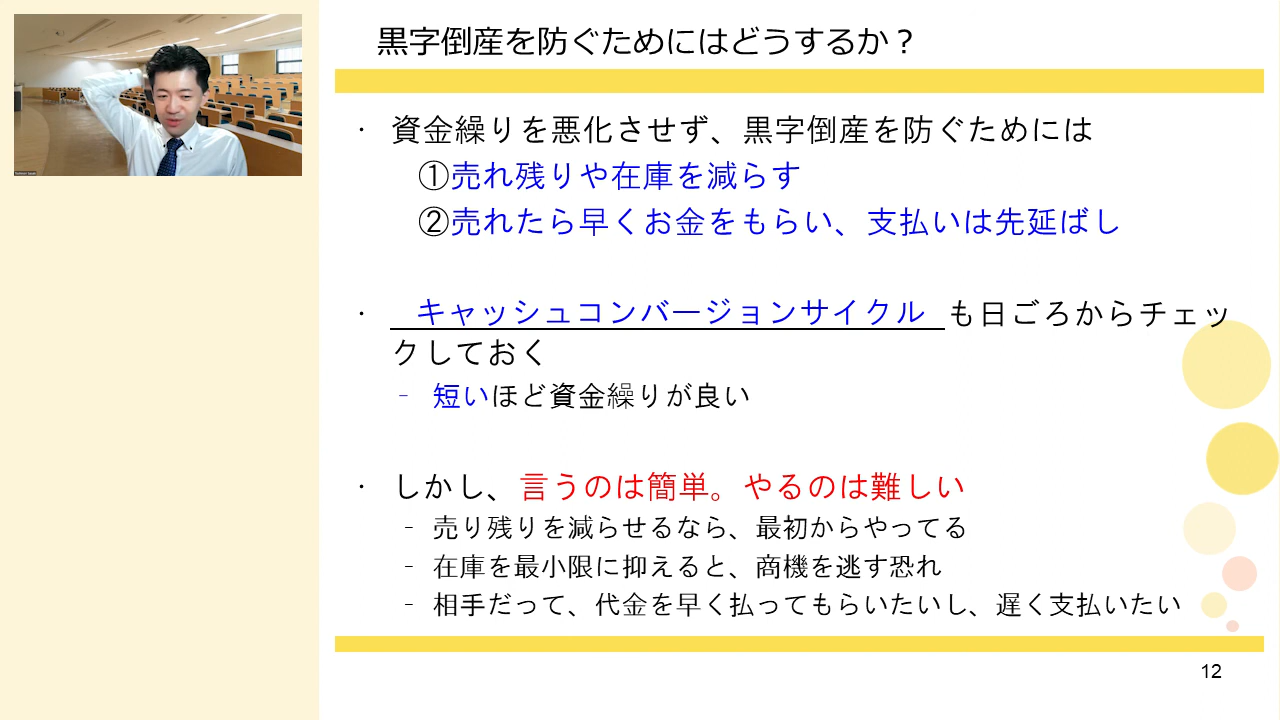 黒字倒産を防ぐためにはどうするか？
・ 資金繰りを悪化させず、黒字倒産を防ぐためには
①売れ残りや在庫を減らす
②売れたら早くお金をもらい、支払いは先延ばし
・ キャッシュコンバージョンサイクル も日ごろからチェッ
クしておく
- 短いほど資金繰りが良い
・ しかし、言うのは簡単。やるのは難しい
- 売り残りを減らせるなら、最初からやってる
- 在庫を最小限に抑えると、商機を逃す恐れ
- 相手だって、代金を早く払ってもらいたいし、遅く支払いたい
12